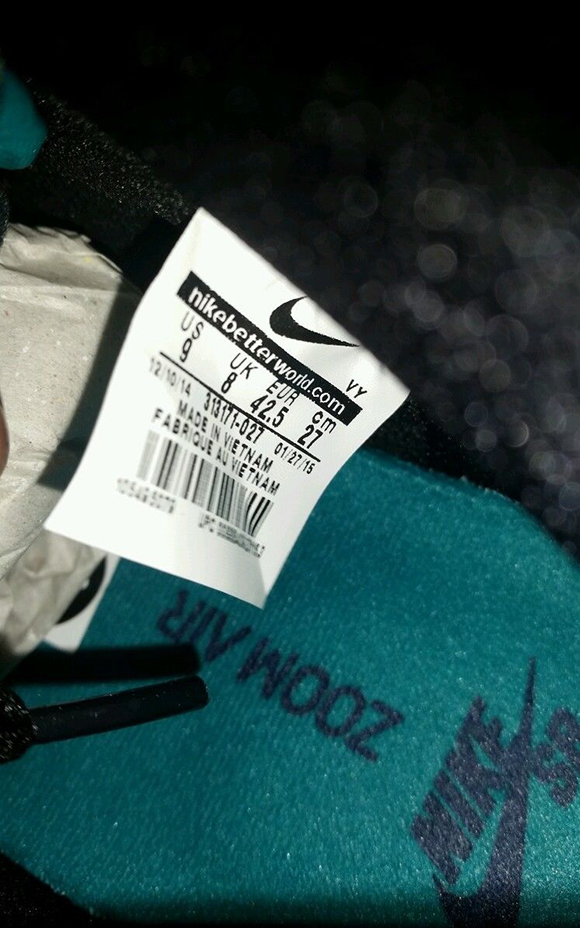 nikebetterworld.com
VY
US UK EUR cm
9 8 42.5 27
12/10/14 313171-027 01/27/15
MADE IN VIETNAM
FABRIQUE AU VIETNAM
ZOOM AIR
NIKE
SB